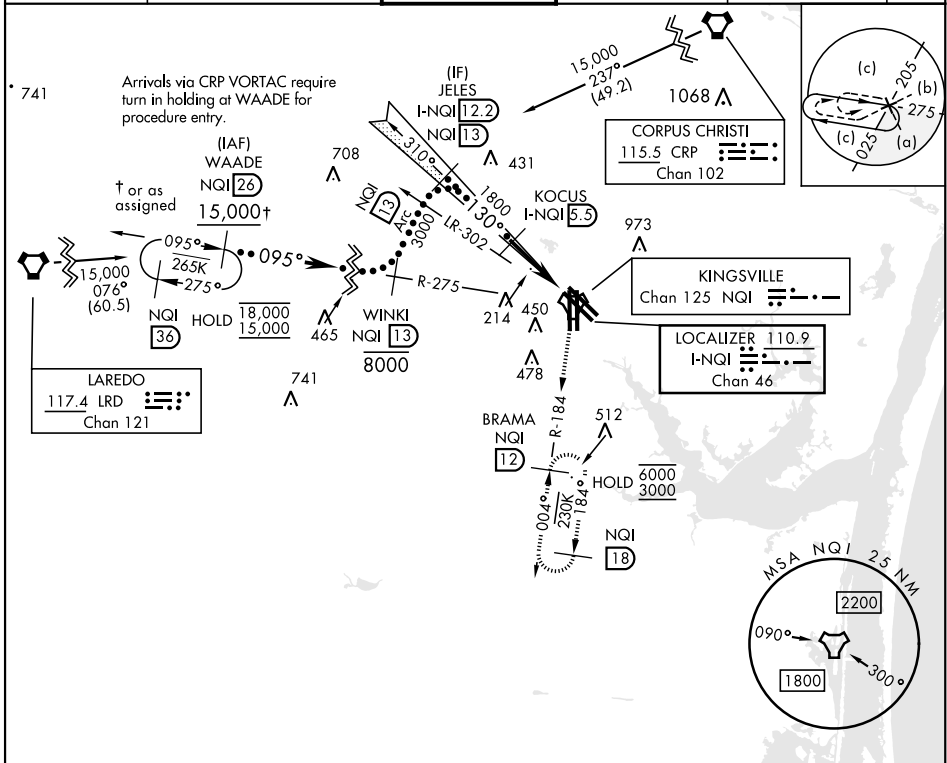 741
Arrivals via CRP VORTAC require
turn in holding at WAADE for
procedure entry.
(IAF)
WAADE
NQI 26
15,000†
† or as
assigned
708
(IF)
JELES
I-NQI 12.2
NQI 13
431
310°
1800
130°
NQI 13
Arc
3000
LR-302
KOCUS
I-NQI 5.5
15,000
237°
(49.2)
1068
CORPUS CHRISTI
115.5 CRP
Chan 102
(c)
205
(b)
275
(a)
025
(c)
973
KINGSVILLE
Chan 125 NQI
LOCALIZER 110.9
I-NQI
Chan 46
095°
265K
275°
095°
15,000
076°
(60.5)
NQI
36
HOLD 18,000
15,000
465
WINKI
NQI 13
8000
R-275
214
450
478
LAREDO
117.4 LRD
Chan 121
741
R-184
BRAMA
NQI
12
512
HOLD 6000
3000
004°
230K
184°
NQI
18
MSA NQI 25 NM
2200
090°
300°
1800